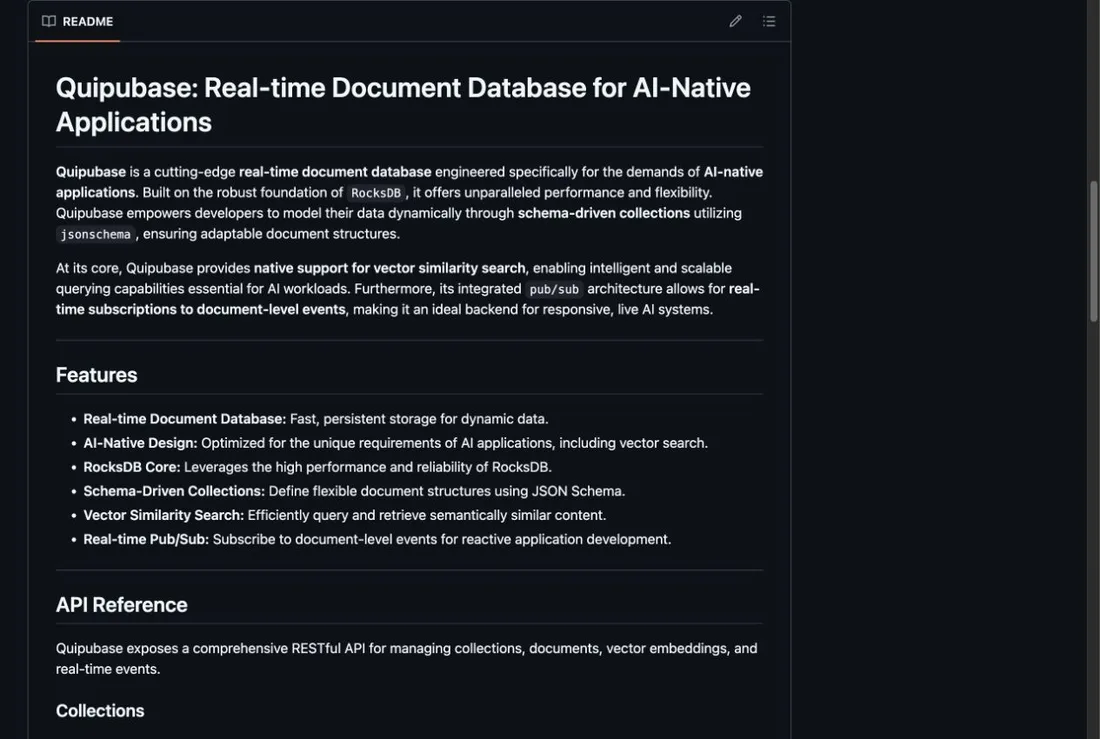 README
Quipubase: Real-time Document Database for AI-Native
Applications
Quipubase is a cutting-edge real-time document database engineered specifically for the demands of AI-native
applications. Built on the robust foundation of RocksDB , it offers unparalleled performance and flexibility.
Quipubase empowers developers to model their data dynamically through schema-driven collections utilizing
jsonschema , ensuring adaptable document structures.
At its core, Quipubase provides native support for vector similarity search, enabling intelligent and scalable
querying capabilities essential for AI workloads. Furthermore, its integrated pub/sub architecture allows for real-
time subscriptions to document-level events, making it an ideal backend for responsive, live AI systems.
Features
• Real-time Document Database: Fast, persistent storage for dynamic data.
• AI-Native Design: Optimized for the unique requirements of AI applications, including vector search.
• RocksDB Core: Leverages the high performance and reliability of RocksDB.
• Schema-Driven Collections: Define flexible document structures using JSON Schema.
• Vector Similarity Search: Efficiently query and retrieve semantically similar content.
• Real-time Pub/Sub: Subscribe to document-level events for reactive application development.
API Reference
Quipubase exposes a comprehensive RESTful API for managing collections, documents, vector embeddings, and
real-time events.
Collections